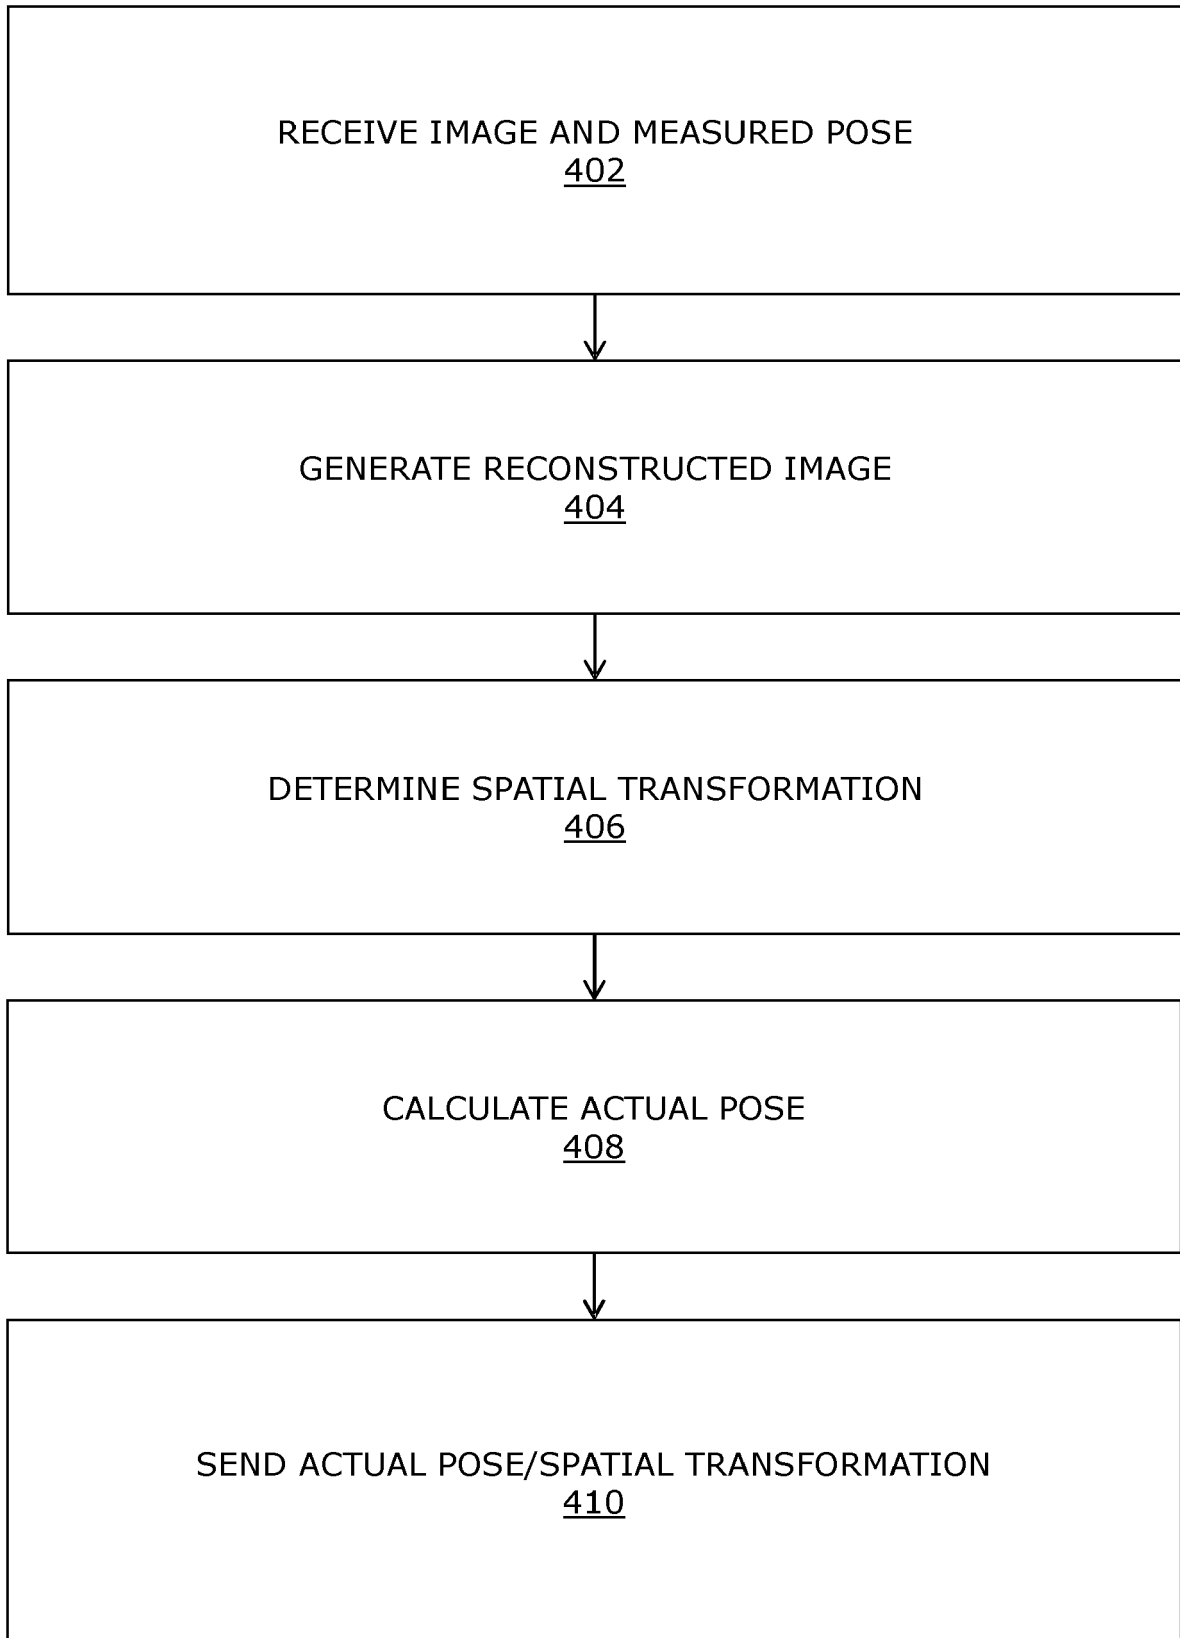 RECEIVE IMAGE AND MEASURED POSE
402
GENERATE RECONSTRUCTED IMAGE
404
DETERMINE SPATIAL TRANSFORMATION
406
CALCULATE ACTUAL POSE
408
SEND ACTUAL POSE/SPATIAL TRANSFORMATION
410